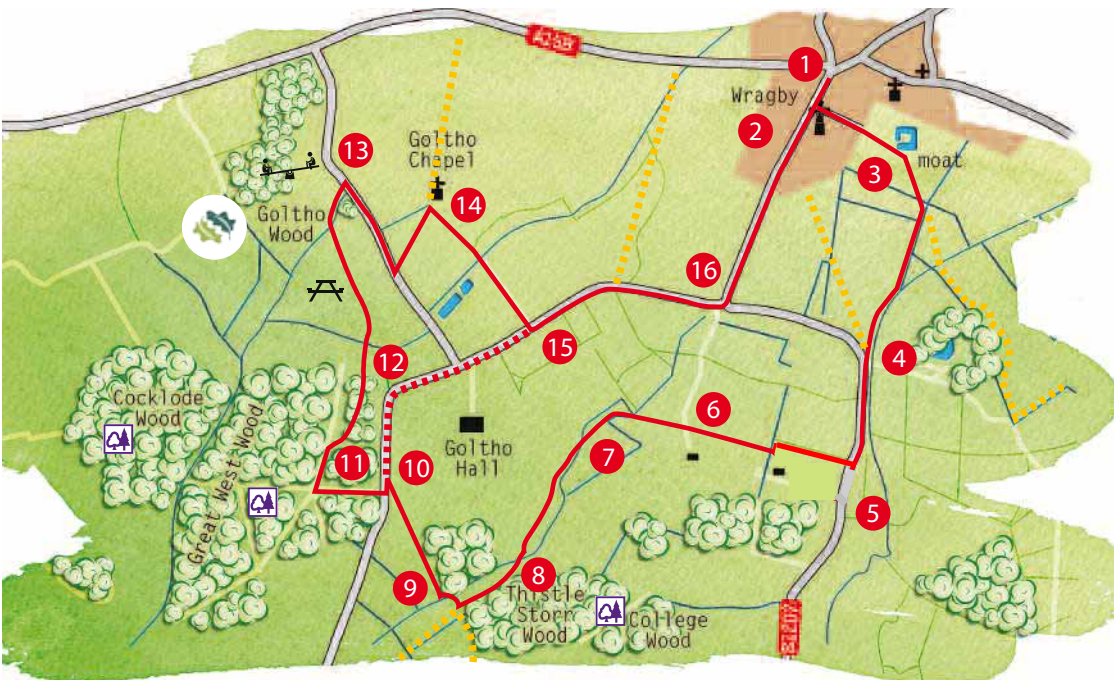 1
Wragby
2
moat
3
13
Goltho
Chapel
14
Goltho
Wood
16
15
4
12
Cocklode
Wood
6
Goltho
Hall
7
11
10
Great West Wood
5
9
8
Thistle
Storr
Wood
College
Wood
B1202